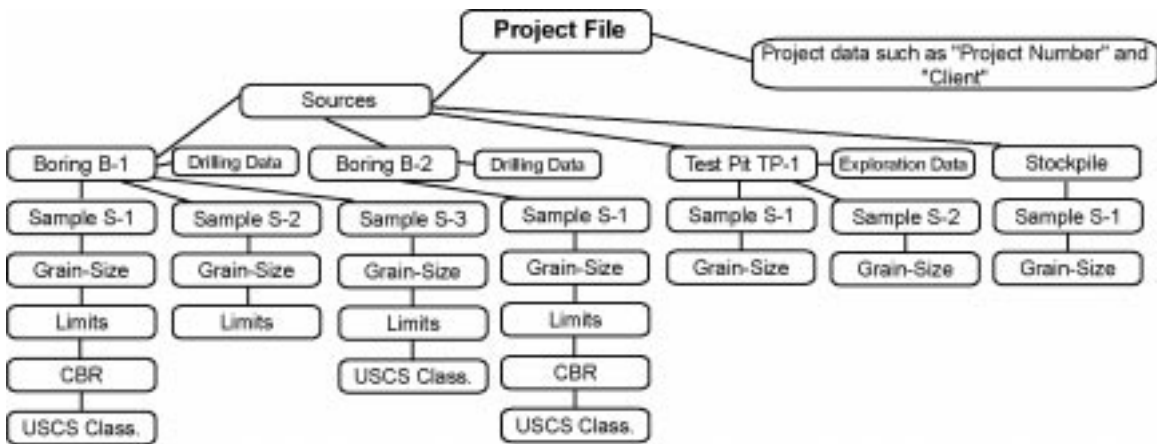 Project File
Project data such as "Project Number" and
"Client"
Sources
Boring B-1
Drilling Data
Boring B-2
Drilling Data
Test Pit TP-1
Exploration Data
Stockpile
Sample S-1
Sample S-2
Sample S-3
Sample S-1
Sample S-1
Sample S-2
Sample S-1
Grain-Size
Grain-Size
Grain-Size
Grain-Size
Grain-Size
Grain-Size
Grain-Size
Limits
Limits
Limits
Limits
CBR
USCS Class.
CBR
USCS Class.
USCS Class.